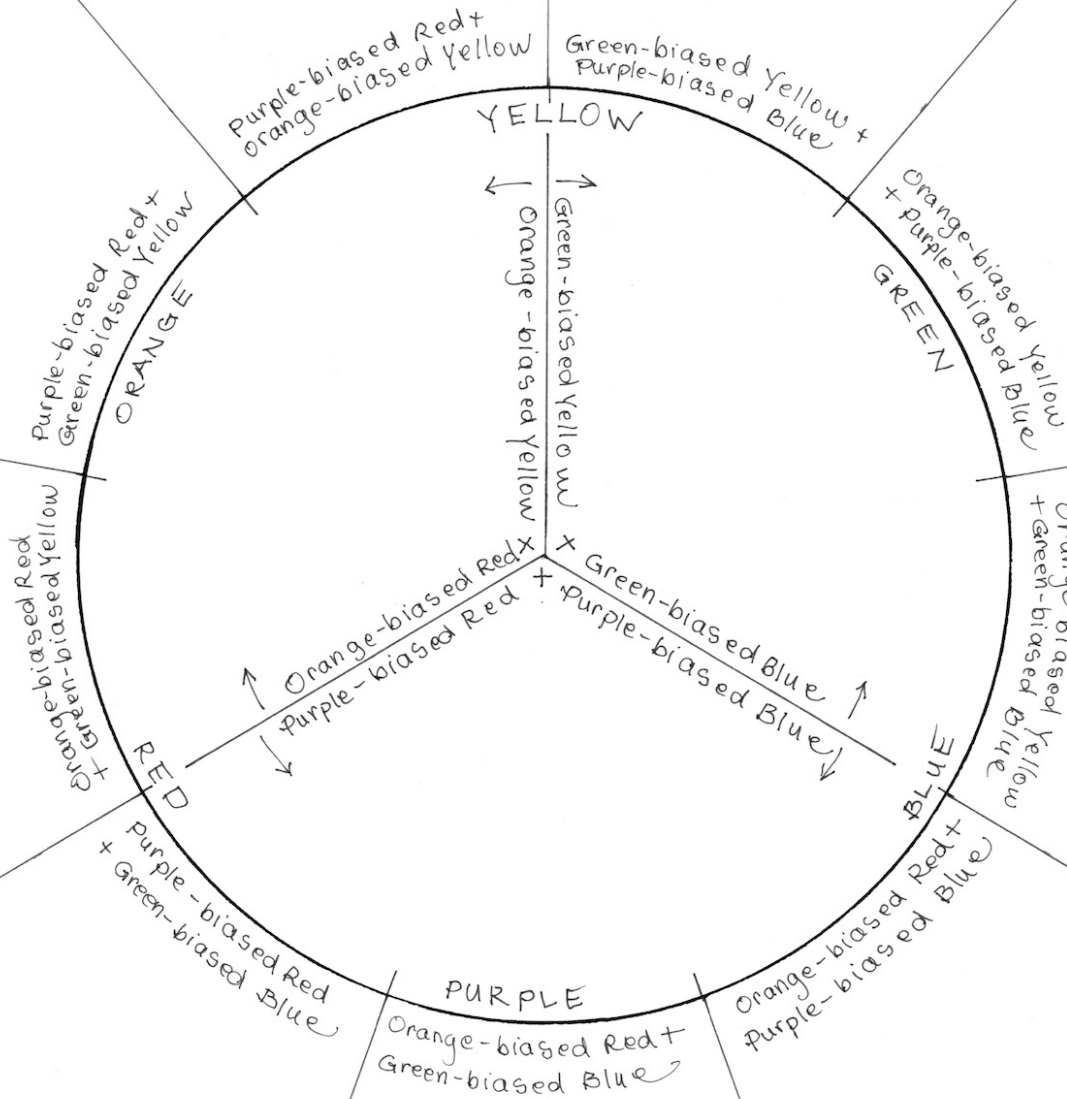 Purple-biased Red +
Orange-biased Yellow
Green-biased Yellow +
Purple-biased Blue
YELLOW
Orange-biased Yellow
+ Purple-biased Blue
GREEN
Purple-biased Red +
Green-biased Yellow
ORANGE
Orange-biased Yellow
Green-biased Yellow
Orange-biased Red
+ Green-biased Yellow
Orange-biased Yellow
+ Green-biased Blue
Orange-biased Red
Purple-biased Red
Green-biased Blue
Purple-biased Blue
RED
BLUE
Purple-biased Red
+ Green-biased Blue
PURPLE
Orange-biased Red +
Green-biased Blue
Orange-biased Red +
Purple-biased Blue